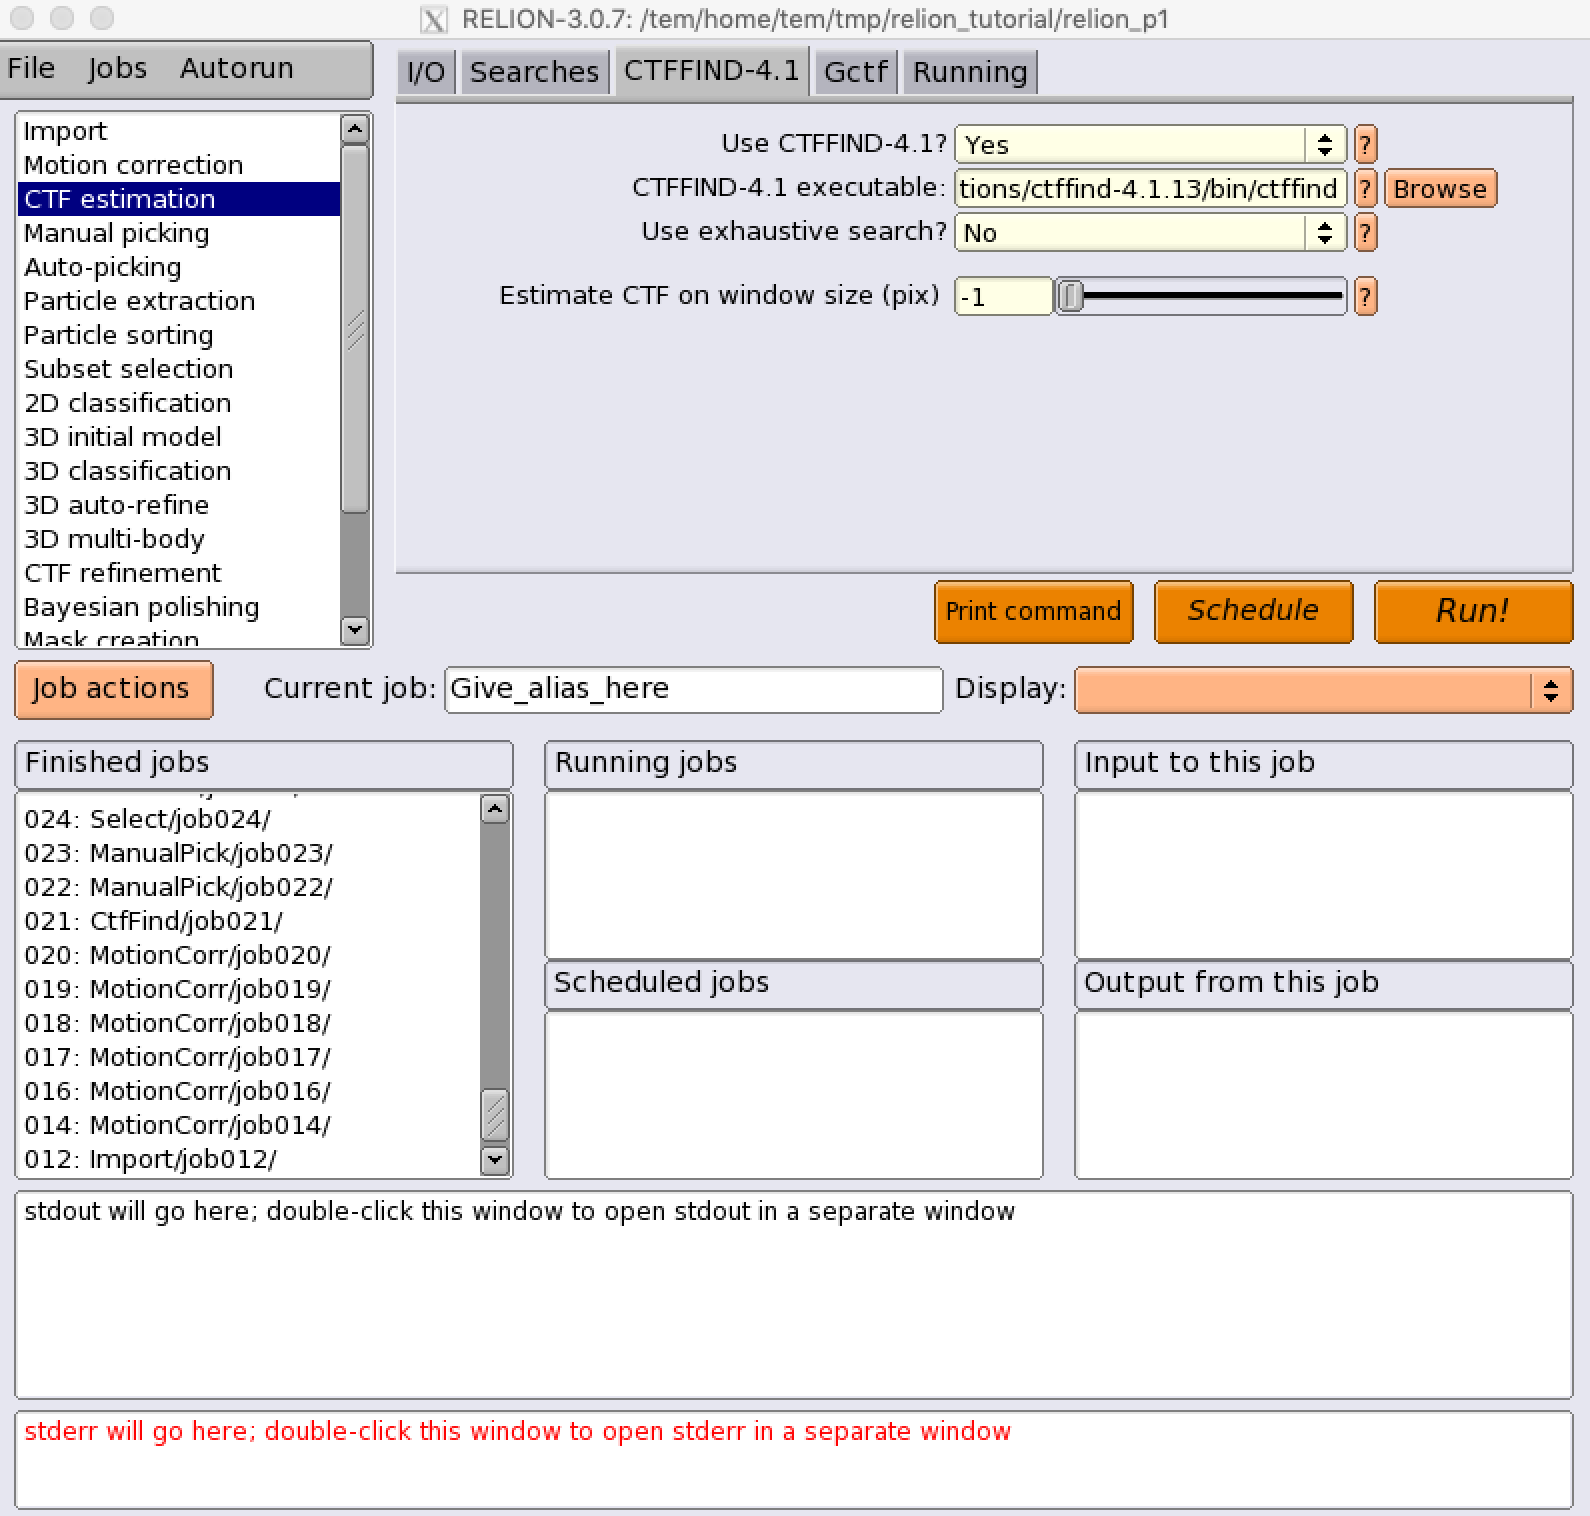 RELION-3.0.7: /tem/home/tem/tmp/relion_tutorial/relion_p1
File Jobs Autorun
I/O Searches CTFFIND-4.1 Gctf Running
Import
Motion correction
CTF estimation
Manual picking
Auto-picking
Particle extraction
Particle sorting
Subset selection
2D classification
3D initial model
3D classification
3D auto-refine
3D multi-body
CTF refinement
Bayesian polishing
Mask creation
Use CTFFIND-4.1? Yes ?
CTFFIND-4.1 executable: tions/ctffind-4.1.13/bin/ctffind ? Browse
Use exhaustive search? No ?
Estimate CTF on window size (pix) -1 ?
Print command Schedule Run!
Job actions Current job: Give_alias_here Display:
Finished jobs
024: Select/job024/
023: ManualPick/job023/
022: ManualPick/job022/
021: CtfFind/job021/
020: MotionCorr/job020/
019: MotionCorr/job019/
018: MotionCorr/job018/
017: MotionCorr/job017/
016: MotionCorr/job016/
014: MotionCorr/job014/
012: Import/job012/
Running jobs
Scheduled jobs
Input to this job
Output from this job
stdout will go here; double-click this window to open stdout in a separate window
stderr will go here; double-click this window to open stderr in a separate window